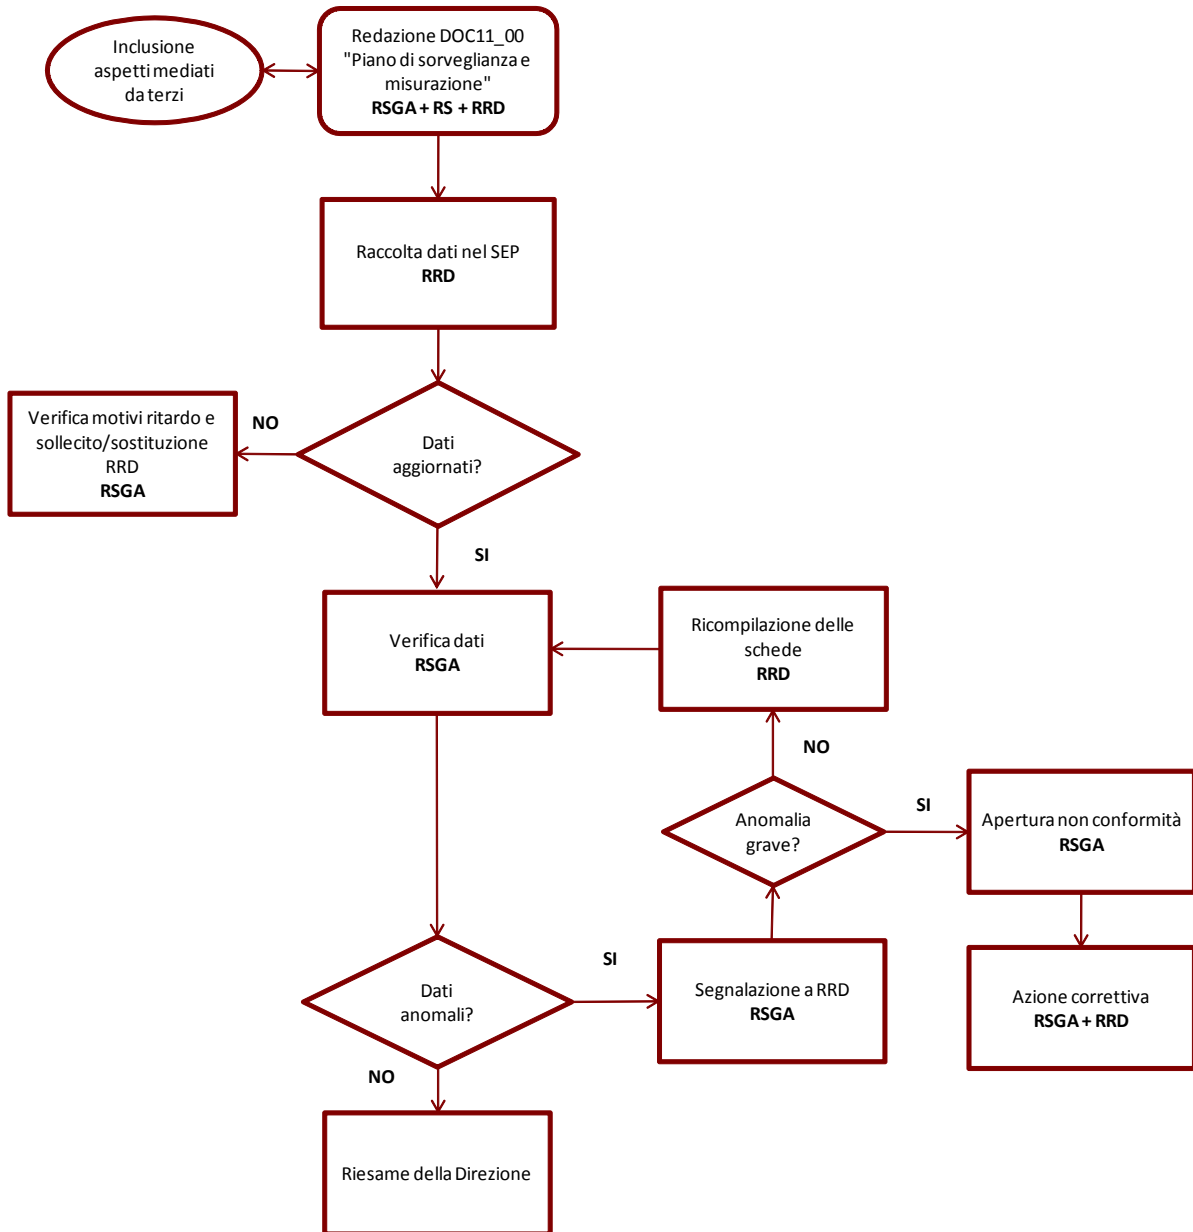 Inclusione
aspetti mediati
da terzi
Redazione DOC11_00
"Piano di sorveglianza e
misurazione"
RSGA + RS + RRD
Raccolta dati nel SEP
RRD
Verifica motivi ritardo e
sollecito/sostituzione
RRD
RSGA
NO
Dati
aggiornati?
SI
Verifica dati
RSGA
Ricompilazione delle
schede
RRD
NO
Anomalia
grave?
SI
Apertura non conformità
RSGA
Dati
anomali?
SI
Segnalazione a RRD
RSGA
Azione correttiva
RSGA + RRD
NO
Riesame della Direzione